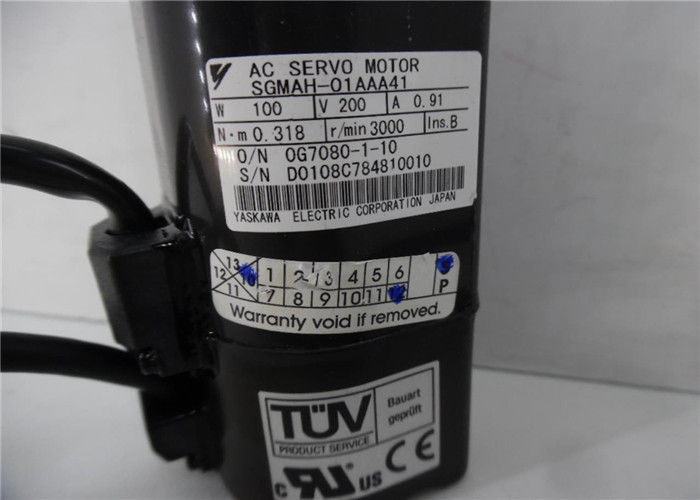 AC SERVO MOTOR
SGMAH-01AAA41
W 100 V 200 A 0.91
N·m 0.318 r/min 3000 Ins.B
O/N 0G7080-1-10
S/N D0108C784810010
YASKAWA ELECTRIC CORPORATION JAPAN
13
12 10 1 2 3 4 5 6
11 7 8 9 10 11 P
Warranty void if removed.
TÜV
PRODUCT SERVICE
Bauart
geprüft
c RU US CE